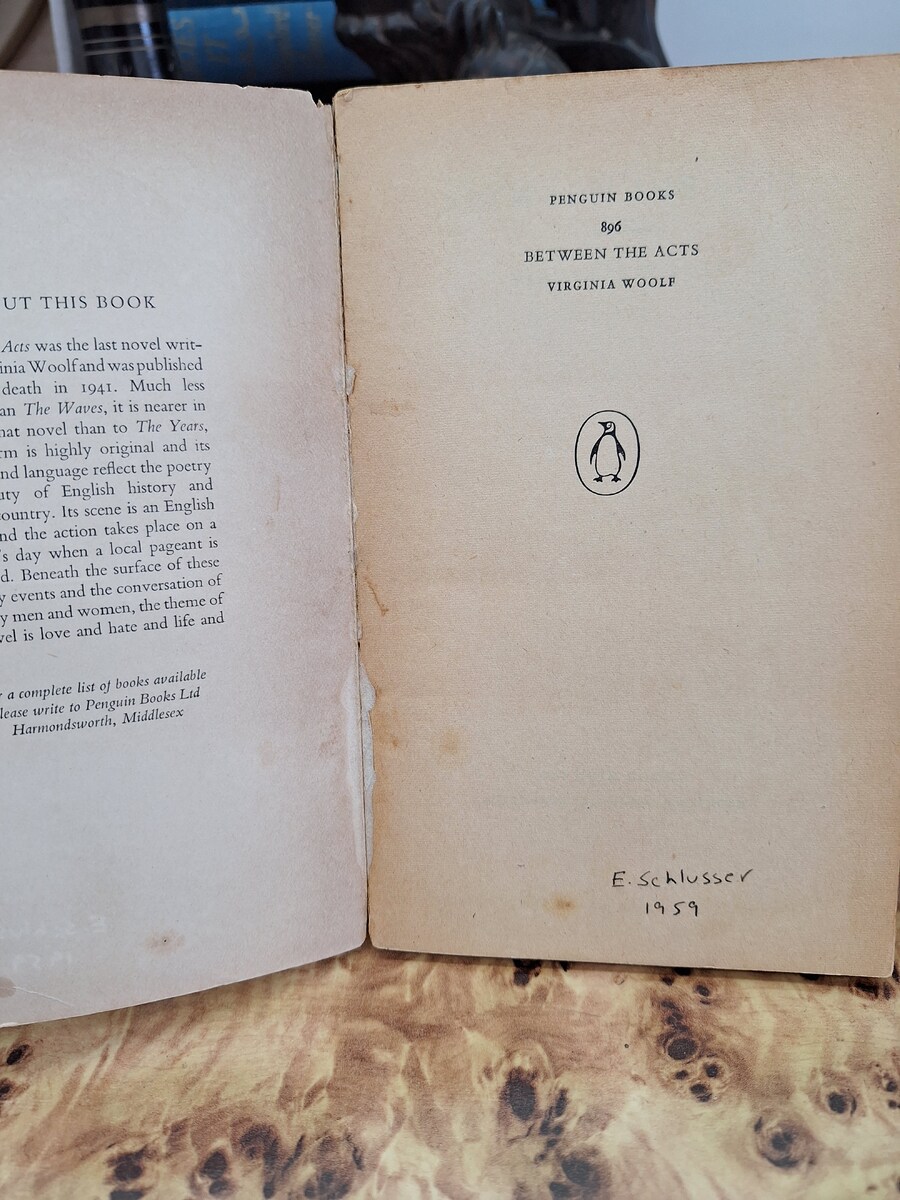 UT THIS BOOK
Acts was the last novel writ-
inia Woolf and was published
death in 1941. Much less
an The Waves, it is nearer in
hat novel than to The Years,
rm is highly original and its
nd language reflect the poetry
uty of English history and
ountry. Its scene is an English
nd the action takes place on a
's day when a local pageant is
d. Beneath the surface of these
y events and the conversation of
y men and women, the theme of
vel is love and hate and life and
r a complete list of books available
lease write to Penguin Books Ltd
Harmondsworth, Middlesex
PENGUIN BOOKS
896
BETWEEN THE ACTS
VIRGINIA WOOLF
E. Schlusser
1959